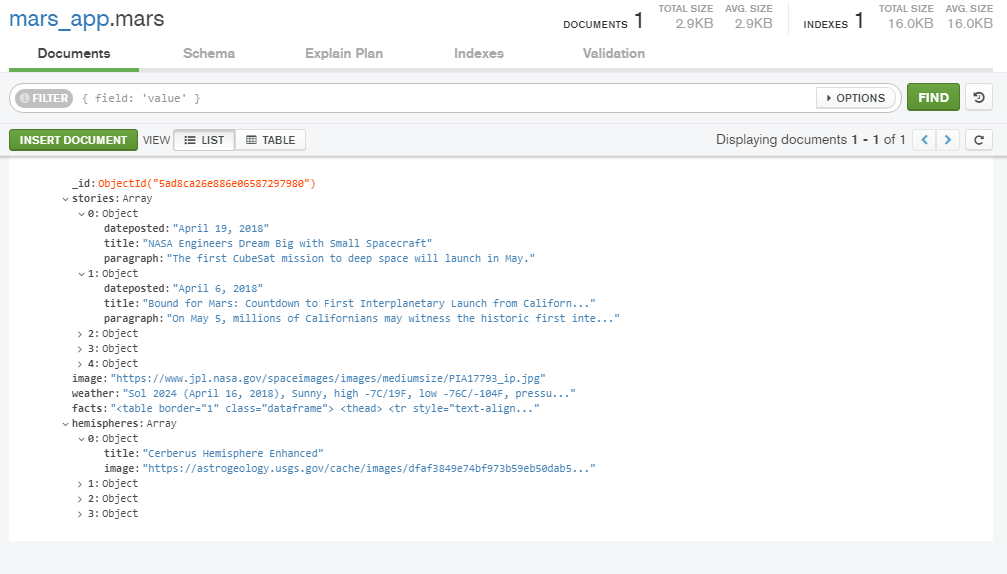 mars_app.mars
DOCUMENTS 1 TOTAL SIZE 2.9KB AVG. SIZE 2.9KB INDEXES 1 TOTAL SIZE 16.0KB AVG. SIZE 16.0KB
Documents Schema Explain Plan Indexes Validation
FILTER { field: 'value' } OPTIONS FIND
INSERT DOCUMENT VIEW LIST TABLE Displaying documents 1 - 1 of 1
_id: ObjectId("5ad8ca26e886e06587297980")
stories: Array
0: Object
dateposted: "April 19, 2018"
title: "NASA Engineers Dream Big with Small Spacecraft"
paragraph: "The first CubeSat mission to deep space will launch in May."
1: Object
dateposted: "April 6, 2018"
title: "Bound for Mars: Countdown to First Interplanetary Launch from Californ..."
paragraph: "On May 5, millions of Californians may witness the historic first inte..."
2: Object
3: Object
4: Object
image: "https://www.jpl.nasa.gov/spaceimages/images/mediumsize/PIA17793_ip.jpg"
weather: "Sol 2024 (April 16, 2018), Sunny, high -7C/19F, low -76C/-104F, pressu..."
facts: "<table border="1" class="dataframe"> <thead> <tr style="text-align..."
hemispheres: Array
0: Object
title: "Cerberus Hemisphere Enhanced"
image: "https://astrogeology.usgs.gov/cache/images/dfaf3849e74bf973b59eb50dab5..."
1: Object
2: Object
3: Object